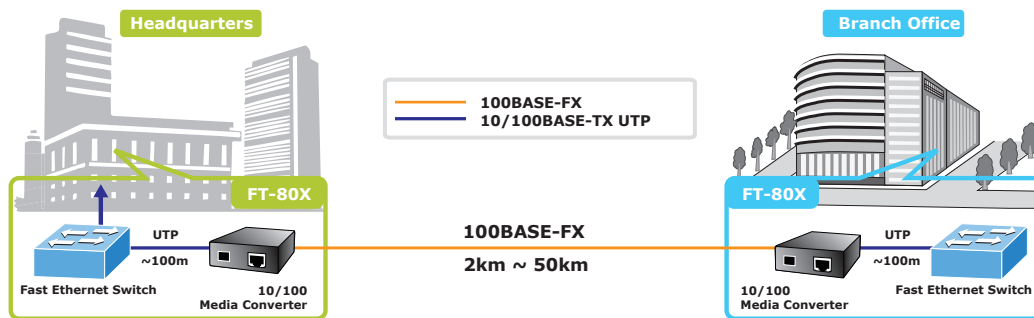 Headquarters
Branch Office
100BASE-FX
10/100BASE-TX UTP
FT-80X
FT-80X
UTP
~100m
Fast Ethernet Switch
10/100
Media Converter
100BASE-FX
2km ~ 50km
UTP
~100m
10/100
Media Converter
Fast Ethernet Switch